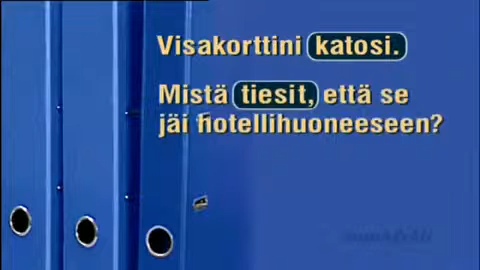 Visakorttini katosi.
Mistä tiesit, että se
jäi hotellihuoneeseen?